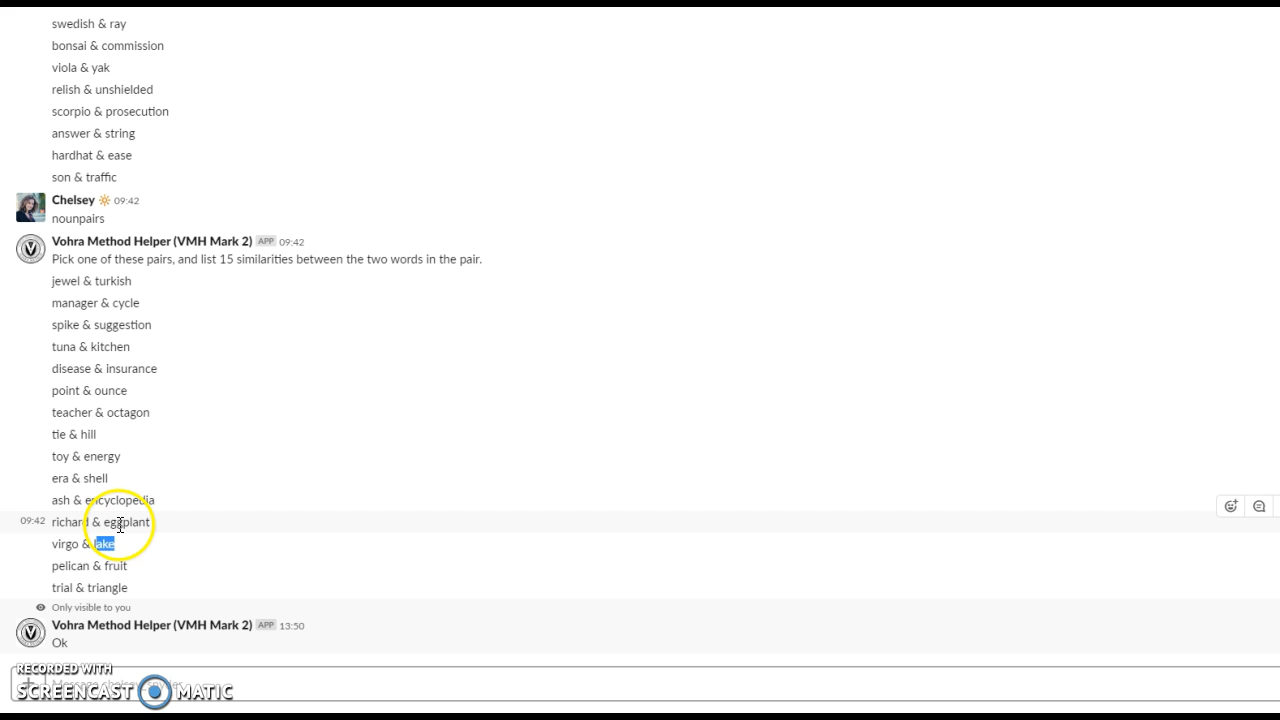 swedish & ray
bonsai & commission
viola & yak
relish & unshielded
scorpio & prosecution
answer & string
hardhat & ease
son & traffic
Chelsey 09:42
nounpairs
Vohra Method Helper (VMH Mark 2) APP 09:42
Pick one of these pairs, and list 15 similarities between the two words in the pair.
jewel & turkish
manager & cycle
spike & suggestion
tuna & kitchen
disease & insurance
point & ounce
teacher & octagon
tie & hill
toy & energy
era & shell
ash & encyclopedia
09:42 richard & eggplant
virgo & lake
pelican & fruit
trial & triangle
Only visible to you
Vohra Method Helper (VMH Mark 2) APP 13:50
Ok
RECORDED WITH
SCREENCAST MATIC